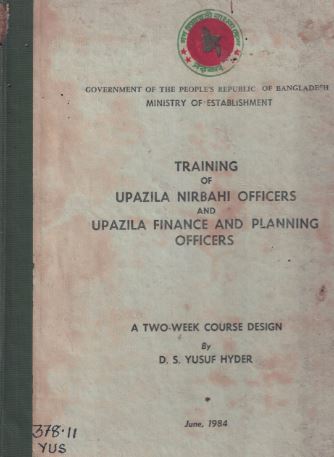 GOVERNMENT OF THE PEOPLE'S REPUBLIC OF BANGLADESH
MINISTRY OF ESTABLISHMENT
TRAINING
OF
UPAZILA NIRBAHI OFFICERS
AND
UPAZILA FINANCE AND PLANNING
OFFICERS
A TWO-WEEK COURSE DESIGN
By
D. S. YUSUF HYDER
June, 1984
378.11
YUS